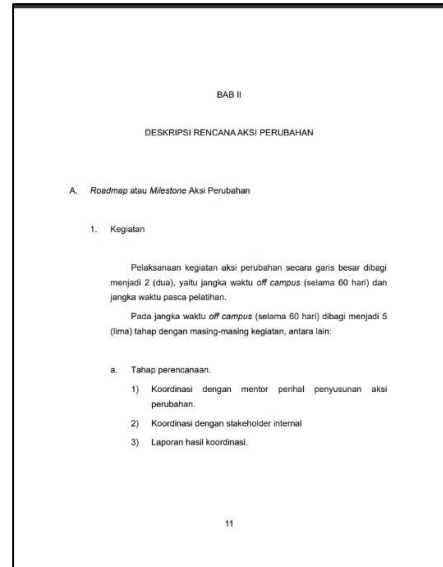 BAB II
DESKRIPSI RENCANA AKSI PERUBAHAN
A. Roadmap atau Milestone Aksi Perubahan
1. Kegiatan
Pelaksanaan kegiatan aksi perubahan secara garis besar dibagi
menjadi 2 (dua), yaitu jangka waktu off campus (selama 60 hari) dan
jangka waktu pasca pelatihan.
Pada jangka waktu off campus (selama 60 hari) dibagi menjadi 5
(lima) tahap dengan masing-masing kegiatan, antara lain:
a. Tahap perencanaan.
1) Koordinasi dengan mentor perihal penyusunan aksi
perubahan.
2) Koordinasi dengan stakeholder internal
3) Laporan hasil koordinasi.
11